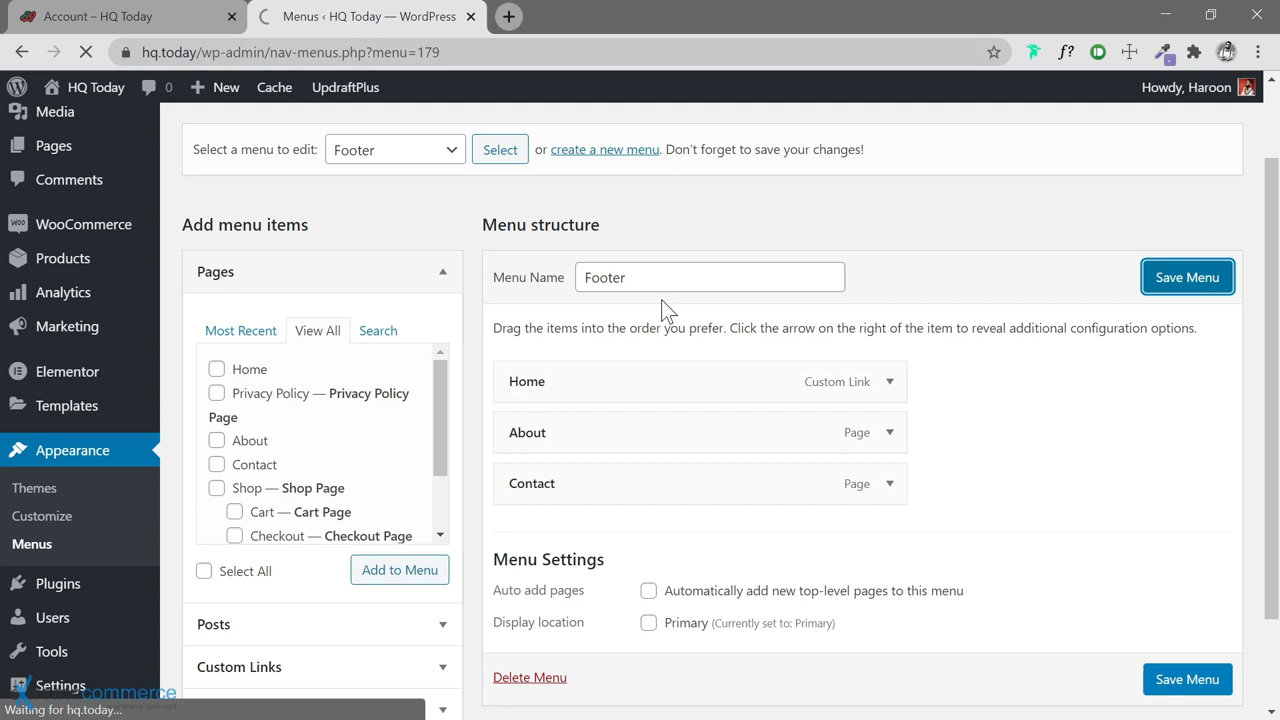 Account – HQ Today
Menus ‹ HQ Today — WordPress
hq.today/wp-admin/nav-menus.php?menu=179
f?
HQ Today
0
New
Cache
UpdraftPlus
Howdy, Haroon
Media
Pages
Comments
WooCommerce
Products
Analytics
Marketing
Elementor
Templates
Appearance
Themes
Customize
Menus
Plugins
Users
Tools
Settings
commerce
Waiting for hq.today...
Select a menu to edit: Footer Select or create a new menu. Don’t forget to save your changes!
Add menu items
Pages
Most Recent View All Search
Home
Privacy Policy — Privacy Policy
Page
About
Contact
Shop — Shop Page
Cart — Cart Page
Checkout — Checkout Page
Select All Add to Menu
Posts
Custom Links
Menu structure
Menu Name Footer Save Menu
Drag the items into the order you prefer. Click the arrow on the right of the item to reveal additional configuration options.
Home Custom Link
About Page
Contact Page
Menu Settings
Auto add pages Automatically add new top-level pages to this menu
Display location Primary (Currently set to: Primary)
Delete Menu Save Menu